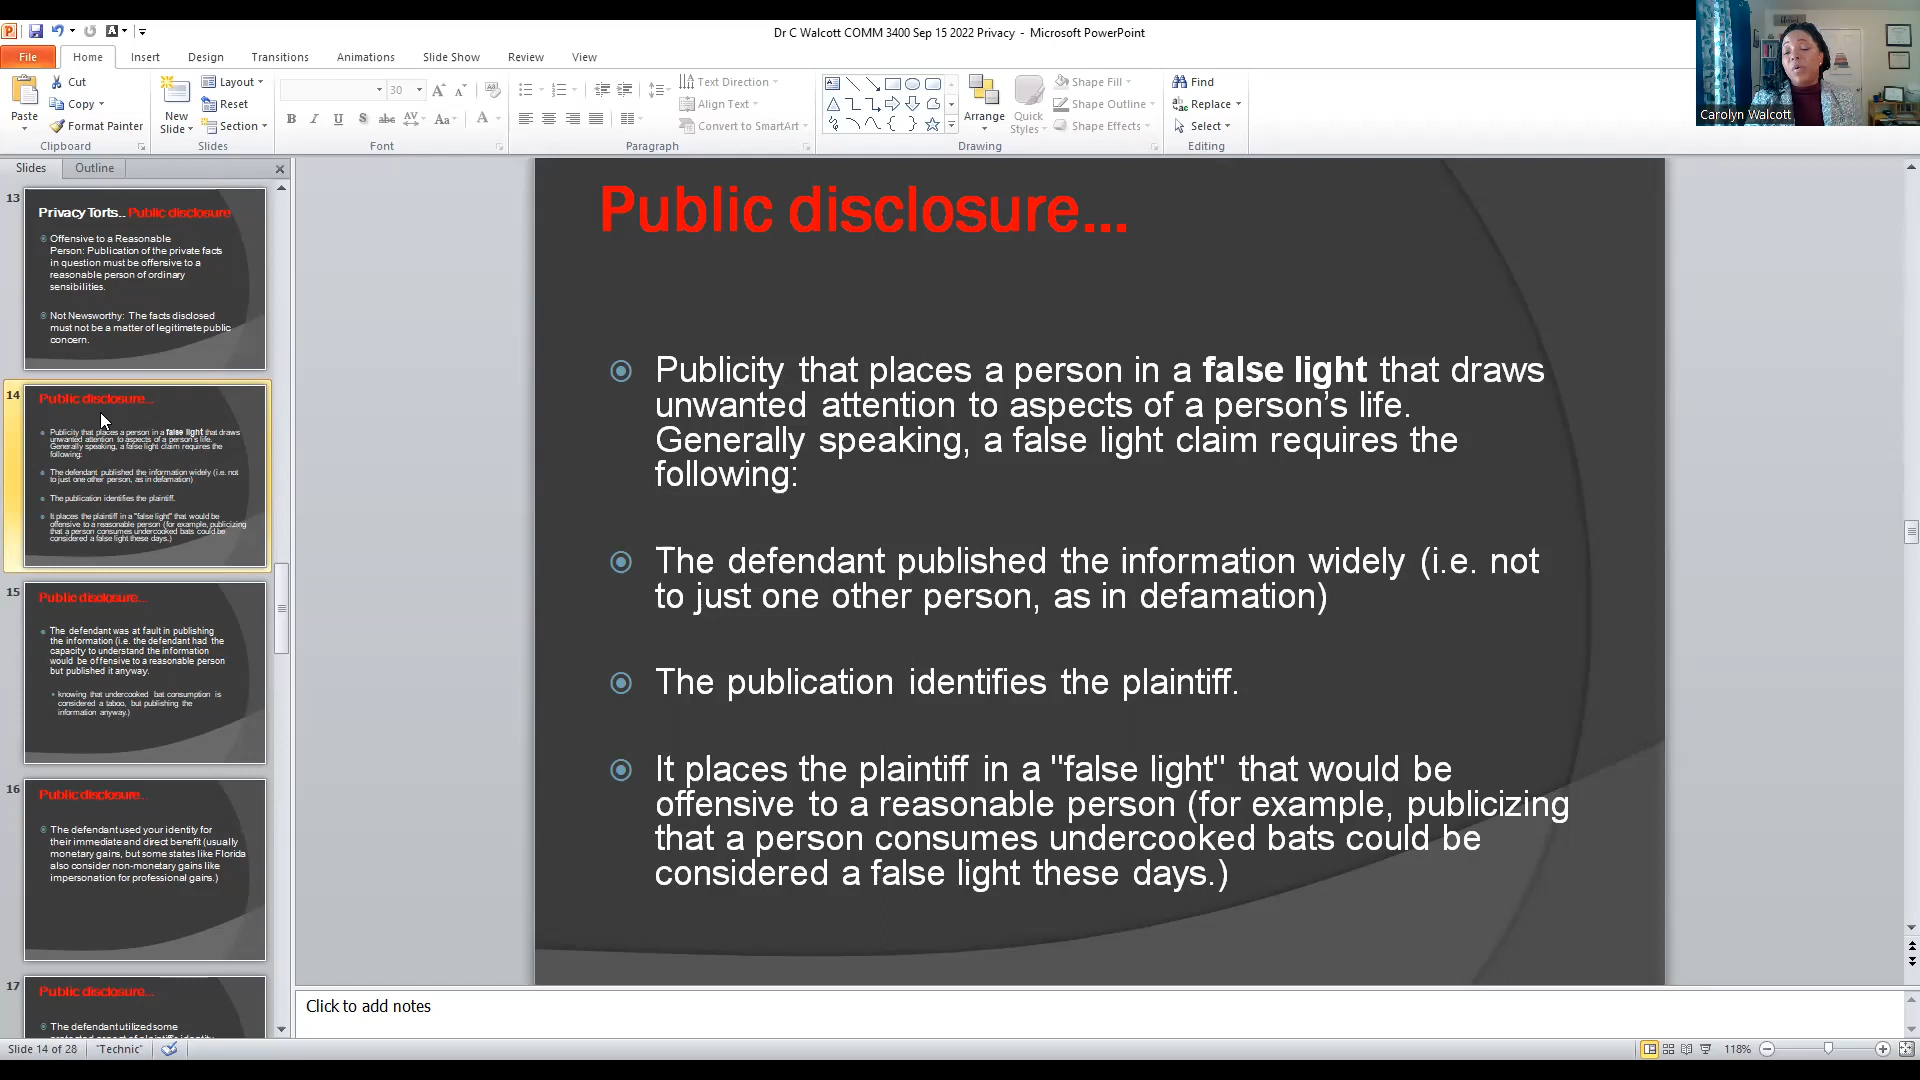 Dr C Walcott COMM 3400 Sep 15 2022 Privacy - Microsoft PowerPoint
File Home Insert Design Transitions Animations Slide Show Review View
Paste
Cut
Copy
Format Painter
Clipboard
New
Slide
Layout
Reset
Section
Slides
30
Font
Text Direction
Align Text
Convert to SmartArt
Paragraph
Arrange
Quick
Styles
Shape Fill
Shape Outline
Shape Effects
Drawing
Find
Replace
Select
Editing
Carolyn Walcott
Slides Outline
13
Privacy Torts.. Public disclosure
Offensive to a Reasonable
Person: Publication of the private facts
in question must be offensive to a
reasonable person of ordinary
sensibilities.
Not Newsworthy: The facts disclosed
must not be a matter of legitimate public
concern.
14
Public disclosure...
Publicity that places a person in a false light that draws
unwanted attention to aspects of a person's life.
Generally speaking, a false light claim requires the
following:
The defendant published the information widely (i.e. not
to just one other person, as in defamation)
The publication identifies the plaintiff.
It places the plaintiff in a "false light" that would be
offensive to a reasonable person (for example, publicizing
that a person consumes undercooked bats could be
considered a false light these days.)
15
Public disclosure...
The defendant was at fault in publishing
the information (i.e. the defendant had the
capacity to understand the information
would be offensive to a reasonable person
but published it anyway.
knowing that undercooked bat consumption is
considered a taboo, but publishing the
information anyway.)
16
Public disclosure...
The defendant used your identity for
their immediate and direct benefit (usually
monetary gains, but some states like Florida
also consider non-monetary gains like
impersonation for professional gains.)
17
Public disclosure...
The defendant utilized some
Public disclosure...
Publicity that places a person in a false light that draws
unwanted attention to aspects of a person's life.
Generally speaking, a false light claim requires the
following:
The defendant published the information widely (i.e. not
to just one other person, as in defamation)
The publication identifies the plaintiff.
It places the plaintiff in a "false light" that would be
offensive to a reasonable person (for example, publicizing
that a person consumes undercooked bats could be
considered a false light these days.)
Click to add notes
Slide 14 of 28 "Technic" 118%